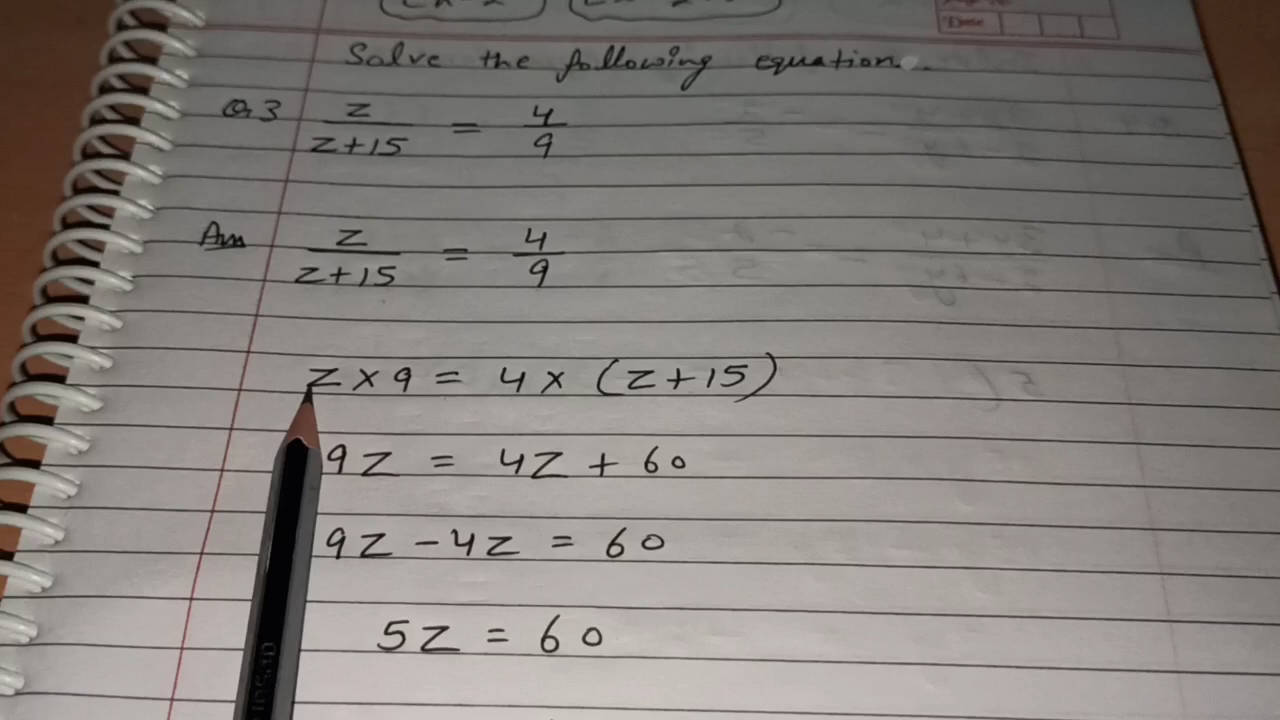 Date
Solve the following equation.
Q3 z/(z+15) = 4/9
Ans z/(z+15) = 4/9
z × 9 = 4 × (z + 15)
9z = 4z + 60
9z - 4z = 60
5z = 60